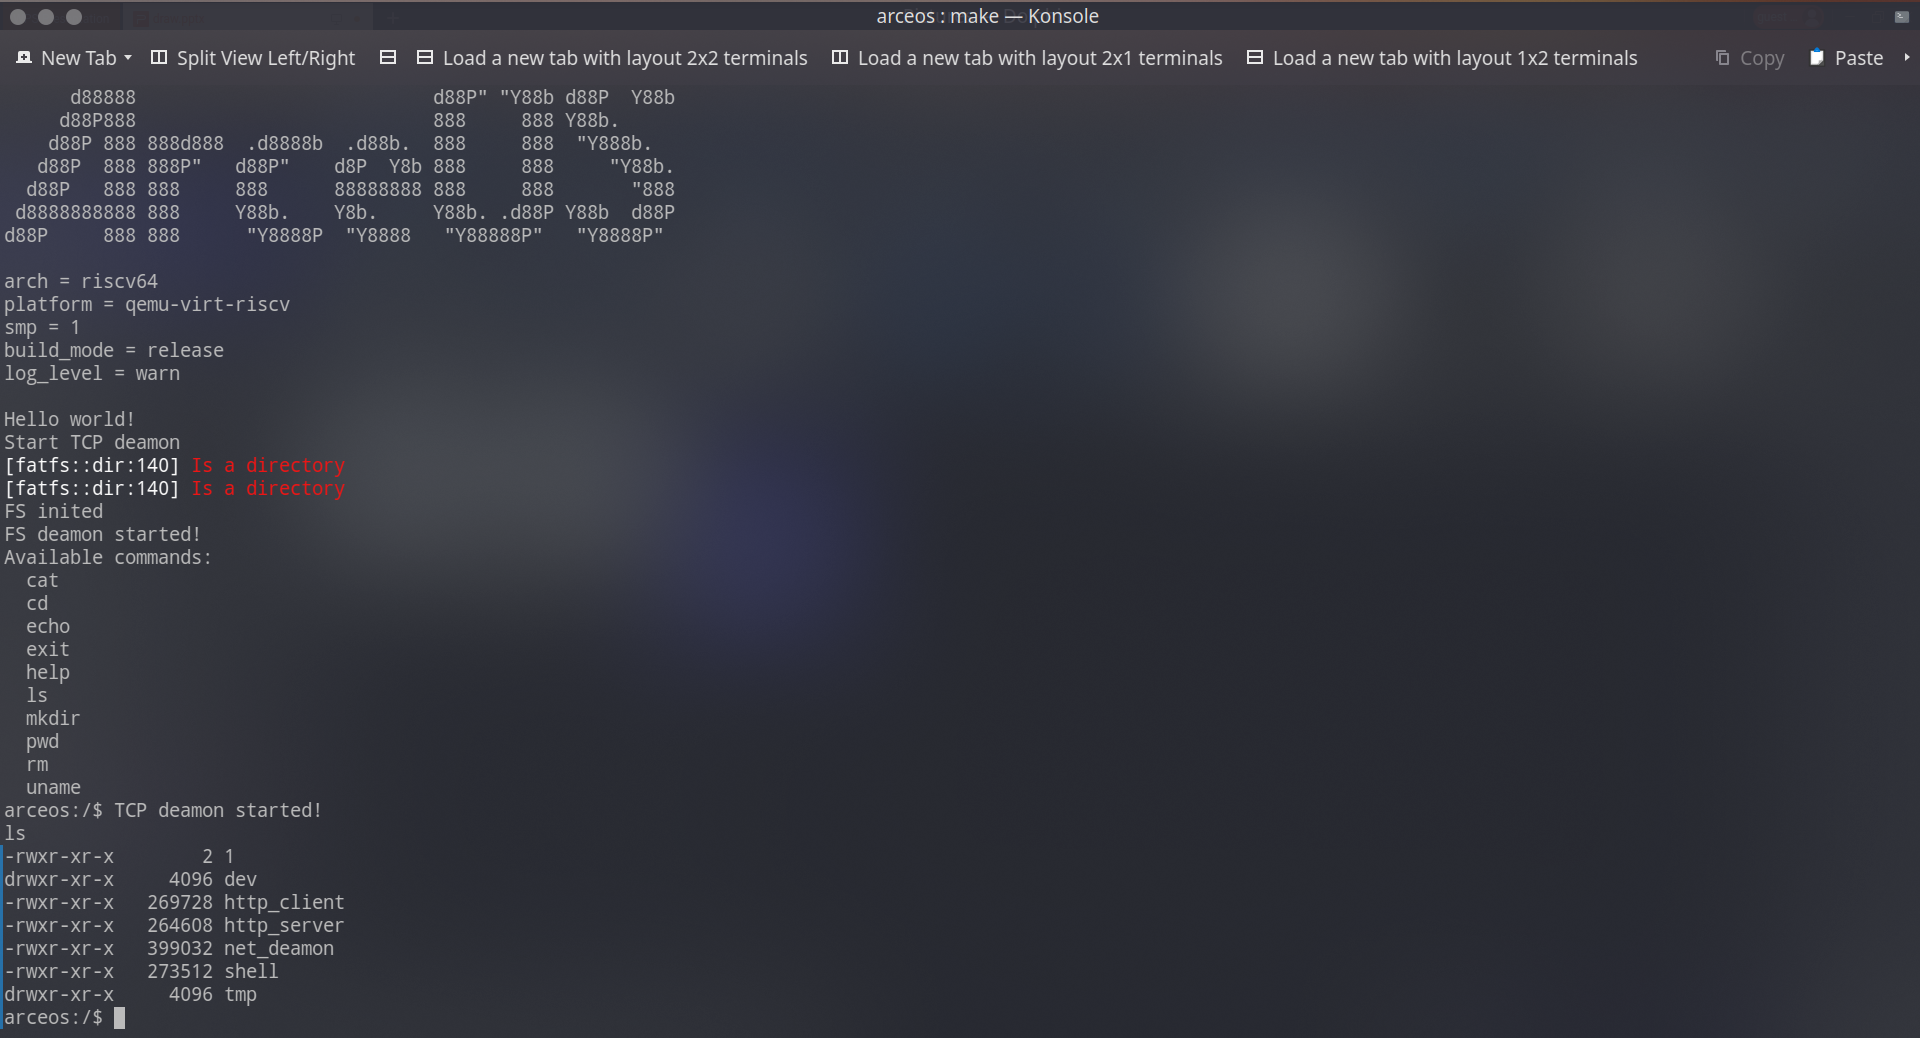 arceos : make — Konsole
New Tab Split View Left/Right Load a new tab with layout 2x2 terminals Load a new tab with layout 2x1 terminals Load a new tab with layout 1x2 terminals Copy Paste
      d88888                           d88P" "Y88b d88P  Y88b
     d88P888                           888     888 Y88b.
    d88P 888 888d888  .d8888b  .d88b.  888     888  "Y888b.
   d88P  888 888P"   d88P"    d8P  Y8b 888     888     "Y88b.
  d88P   888 888     888      88888888 888     888       "888
 d8888888888 888     Y88b.    Y8b.     Y88b. .d88P Y88b  d88P
d88P     888 888      "Y8888P  "Y8888   "Y88888P"   "Y8888P"
arch = riscv64
platform = qemu-virt-riscv
smp = 1
build_mode = release
log_level = warn
Hello world!
Start TCP deamon
[fatfs::dir:140] Is a directory
[fatfs::dir:140] Is a directory
FS inited
FS deamon started!
Available commands:
  cat
  cd
  echo
  exit
  help
  ls
  mkdir
  pwd
  rm
  uname
arceos:/$ TCP deamon started!
ls
-rwxr-xr-x        2 1
drwxr-xr-x     4096 dev
-rwxr-xr-x   269728 http_client
-rwxr-xr-x   264608 http_server
-rwxr-xr-x   399032 net_deamon
-rwxr-xr-x   273512 shell
drwxr-xr-x     4096 tmp
arceos:/$